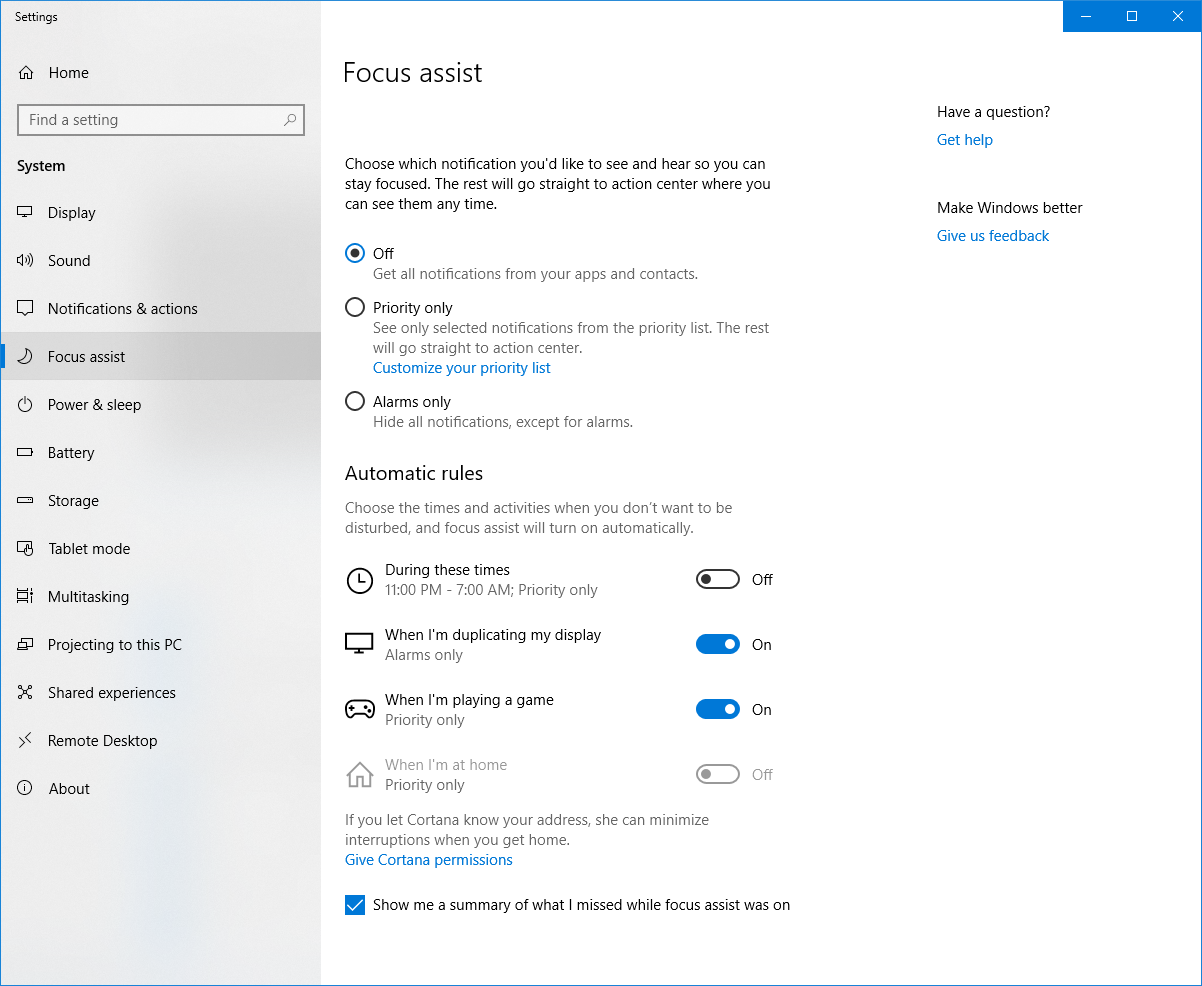 Settings
Home
Find a setting
System
Display
Sound
Notifications & actions
Focus assist
Power & sleep
Battery
Storage
Tablet mode
Multitasking
Projecting to this PC
Shared experiences
Remote Desktop
About
Focus assist
Choose which notification you'd like to see and hear so you can
stay focused. The rest will go straight to action center where you
can see them any time.
Off
Get all notifications from your apps and contacts.
Priority only
See only selected notifications from the priority list. The rest
will go straight to action center.
Customize your priority list
Alarms only
Hide all notifications, except for alarms.
Automatic rules
Choose the times and activities when you don't want to be
disturbed, and focus assist will turn on automatically.
During these times
11:00 PM - 7:00 AM; Priority only
Off
When I'm duplicating my display
Alarms only
On
When I'm playing a game
Priority only
On
When I'm at home
Priority only
Off
If you let Cortana know your address, she can minimize
interruptions when you get home.
Give Cortana permissions
Show me a summary of what I missed while focus assist was on
Have a question?
Get help
Make Windows better
Give us feedback